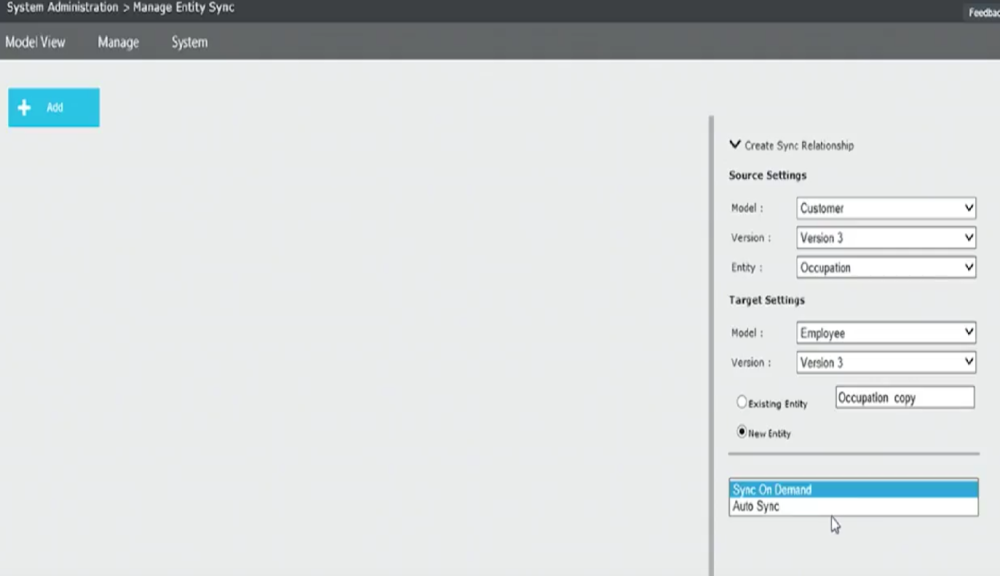 System Administration > Manage Entity Sync
Feedbac
Model View Manage System
Add
Create Sync Relationship
Source Settings
Model : Customer
Version : Version 3
Entity : Occupation
Target Settings
Model : Employee
Version : Version 3
Existing Entity Occupation copy
New Entity
Sync On Demand
Auto Sync